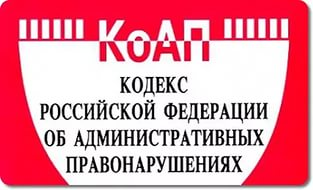 КоАП
КОДЕКС
РОССИЙСКОЙ ФЕДЕРАЦИИ
ОБ АДМИНИСТРАТИВНЫХ
ПРАВОНАРУШЕНИЯХ